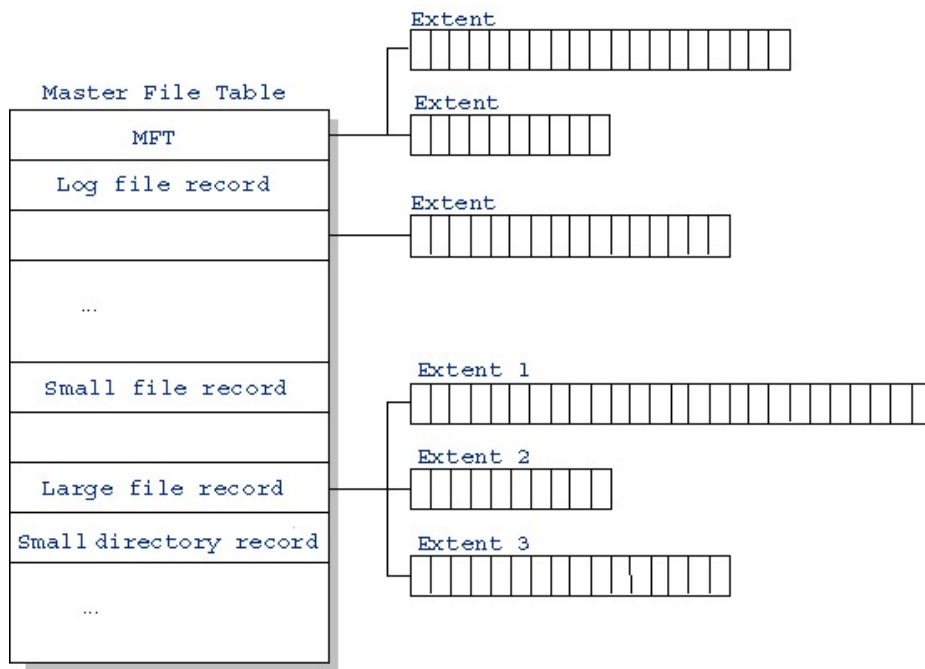 Extent
Master File Table
Extent
MFT
Log file record
Extent
...
Small file record
Extent 1
Extent 2
Large file record
Small directory record
Extent 3
...